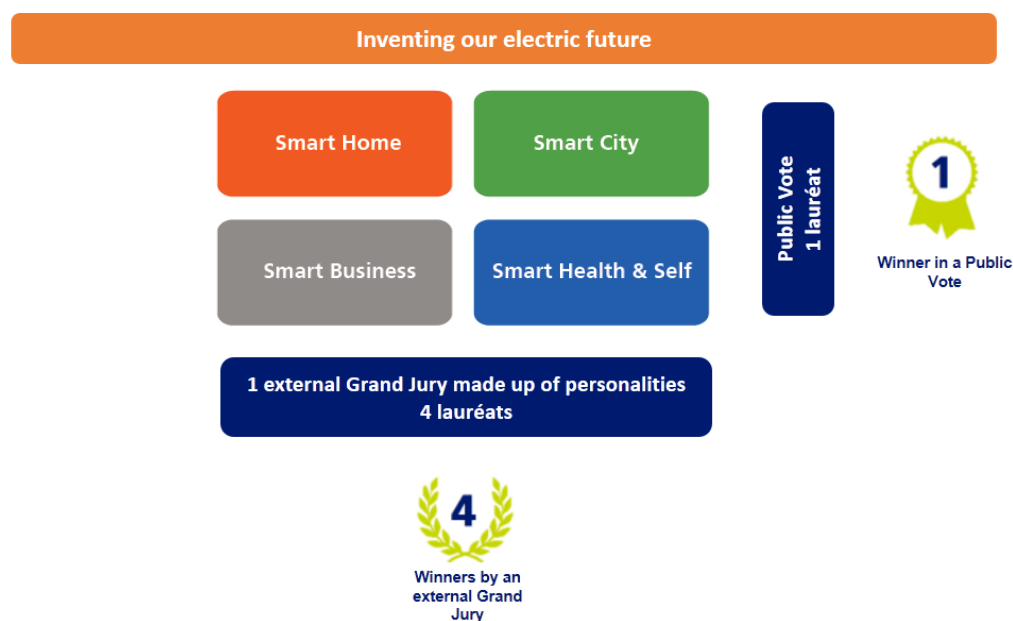 Inventing our electric future
Smart Home
Smart City
Smart Business
Smart Health & Self
Public Vote
1 lauréat
1
Winner in a Public
Vote
1 external Grand Jury made up of personalities
4 lauréats
4
Winners by an
external Grand
Jury